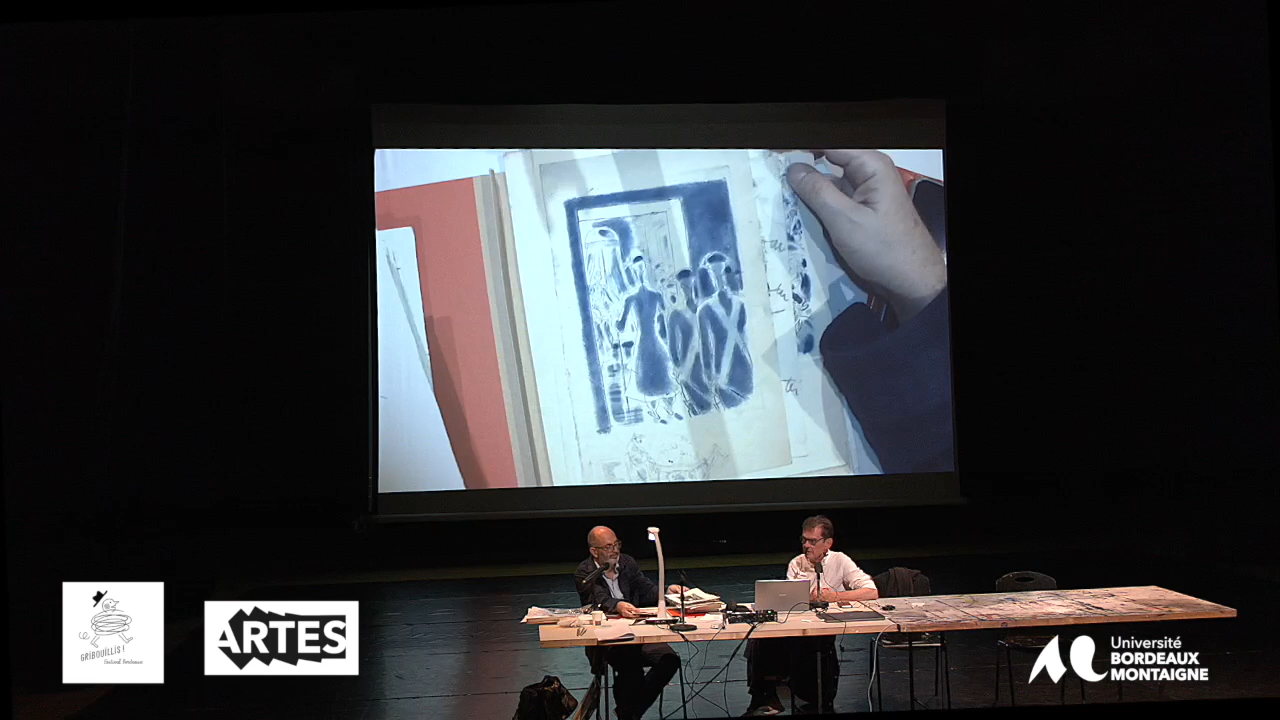 GRIBOUILLIS !
Festival Bordeaux
ARTES
Université
BORDEAUX
MONTAIGNE